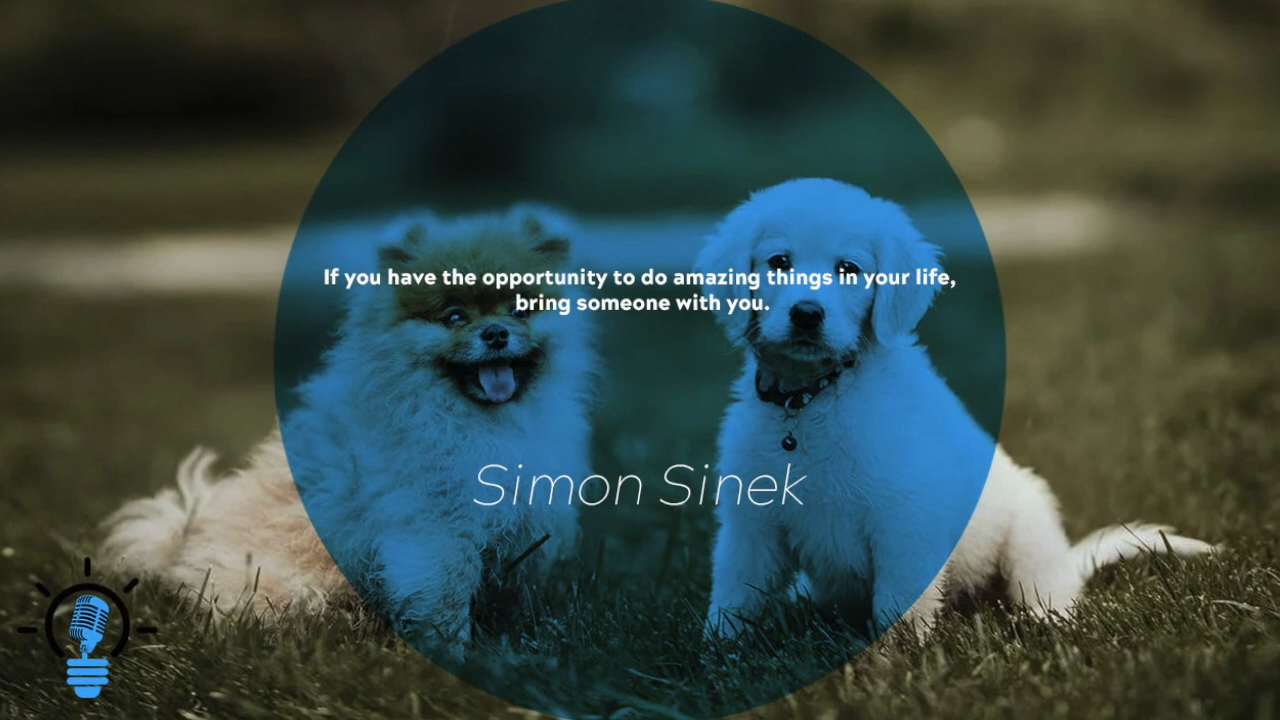 If you have the opportunity to do amazing things in your life,
bring someone with you.
Simon Sinek